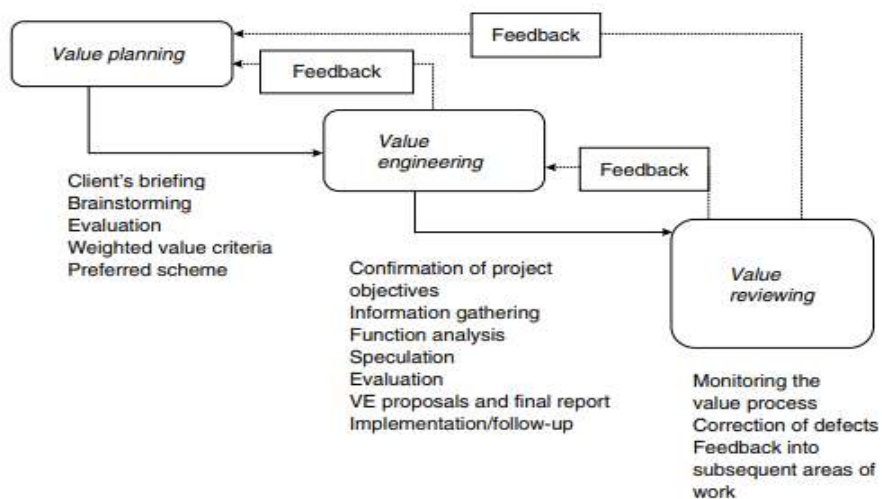 Feedback
Value planning
Feedback
Value
engineering
Feedback
Client's briefing
Brainstorming
Evaluation
Weighted value criteria
Preferred scheme
Value
reviewing
Confirmation of project
objectives
Information gathering
Function analysis
Speculation
Evaluation
VE proposals and final report
Implementation/follow-up
Monitoring the
value process
Correction of defects
Feedback into
subsequent areas of
work